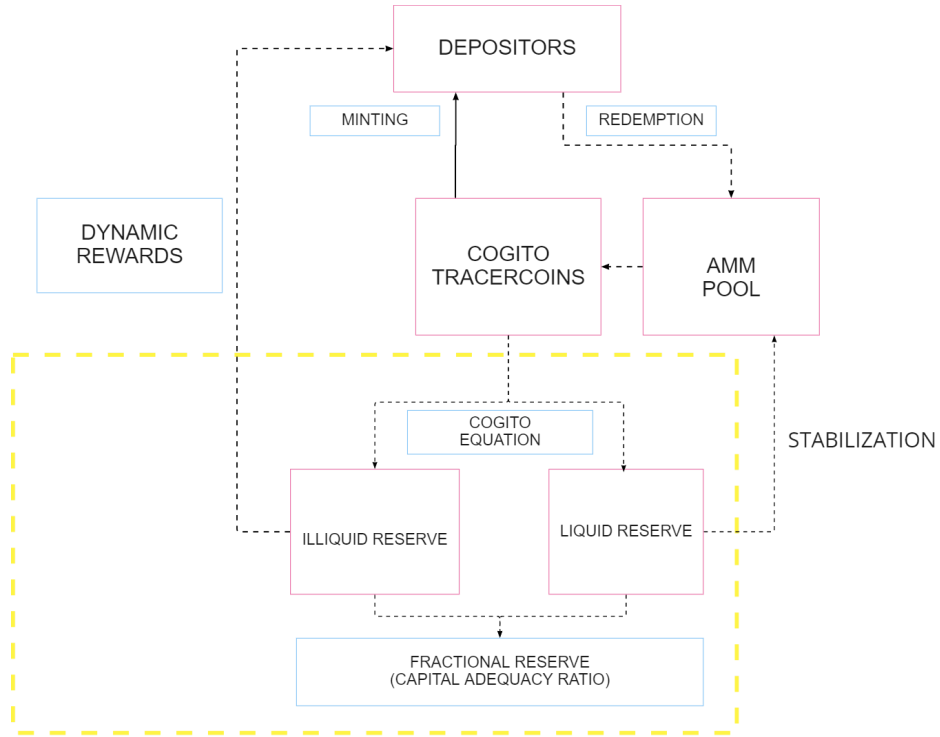 DEPOSITORS
MINTING
REDEMPTION
DYNAMIC
REWARDS
COGITO
TRACERCOINS
AMM
POOL
COGITO
EQUATION
STABILIZATION
ILLIQUID RESERVE
LIQUID RESERVE
FRACTIONAL RESERVE
(CAPITAL ADEQUACY RATIO)